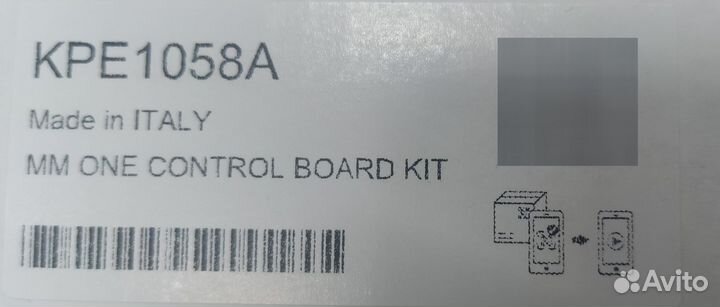 KPE1058A
Made in ITALY
MM ONE CONTROL BOARD KIT
Avito